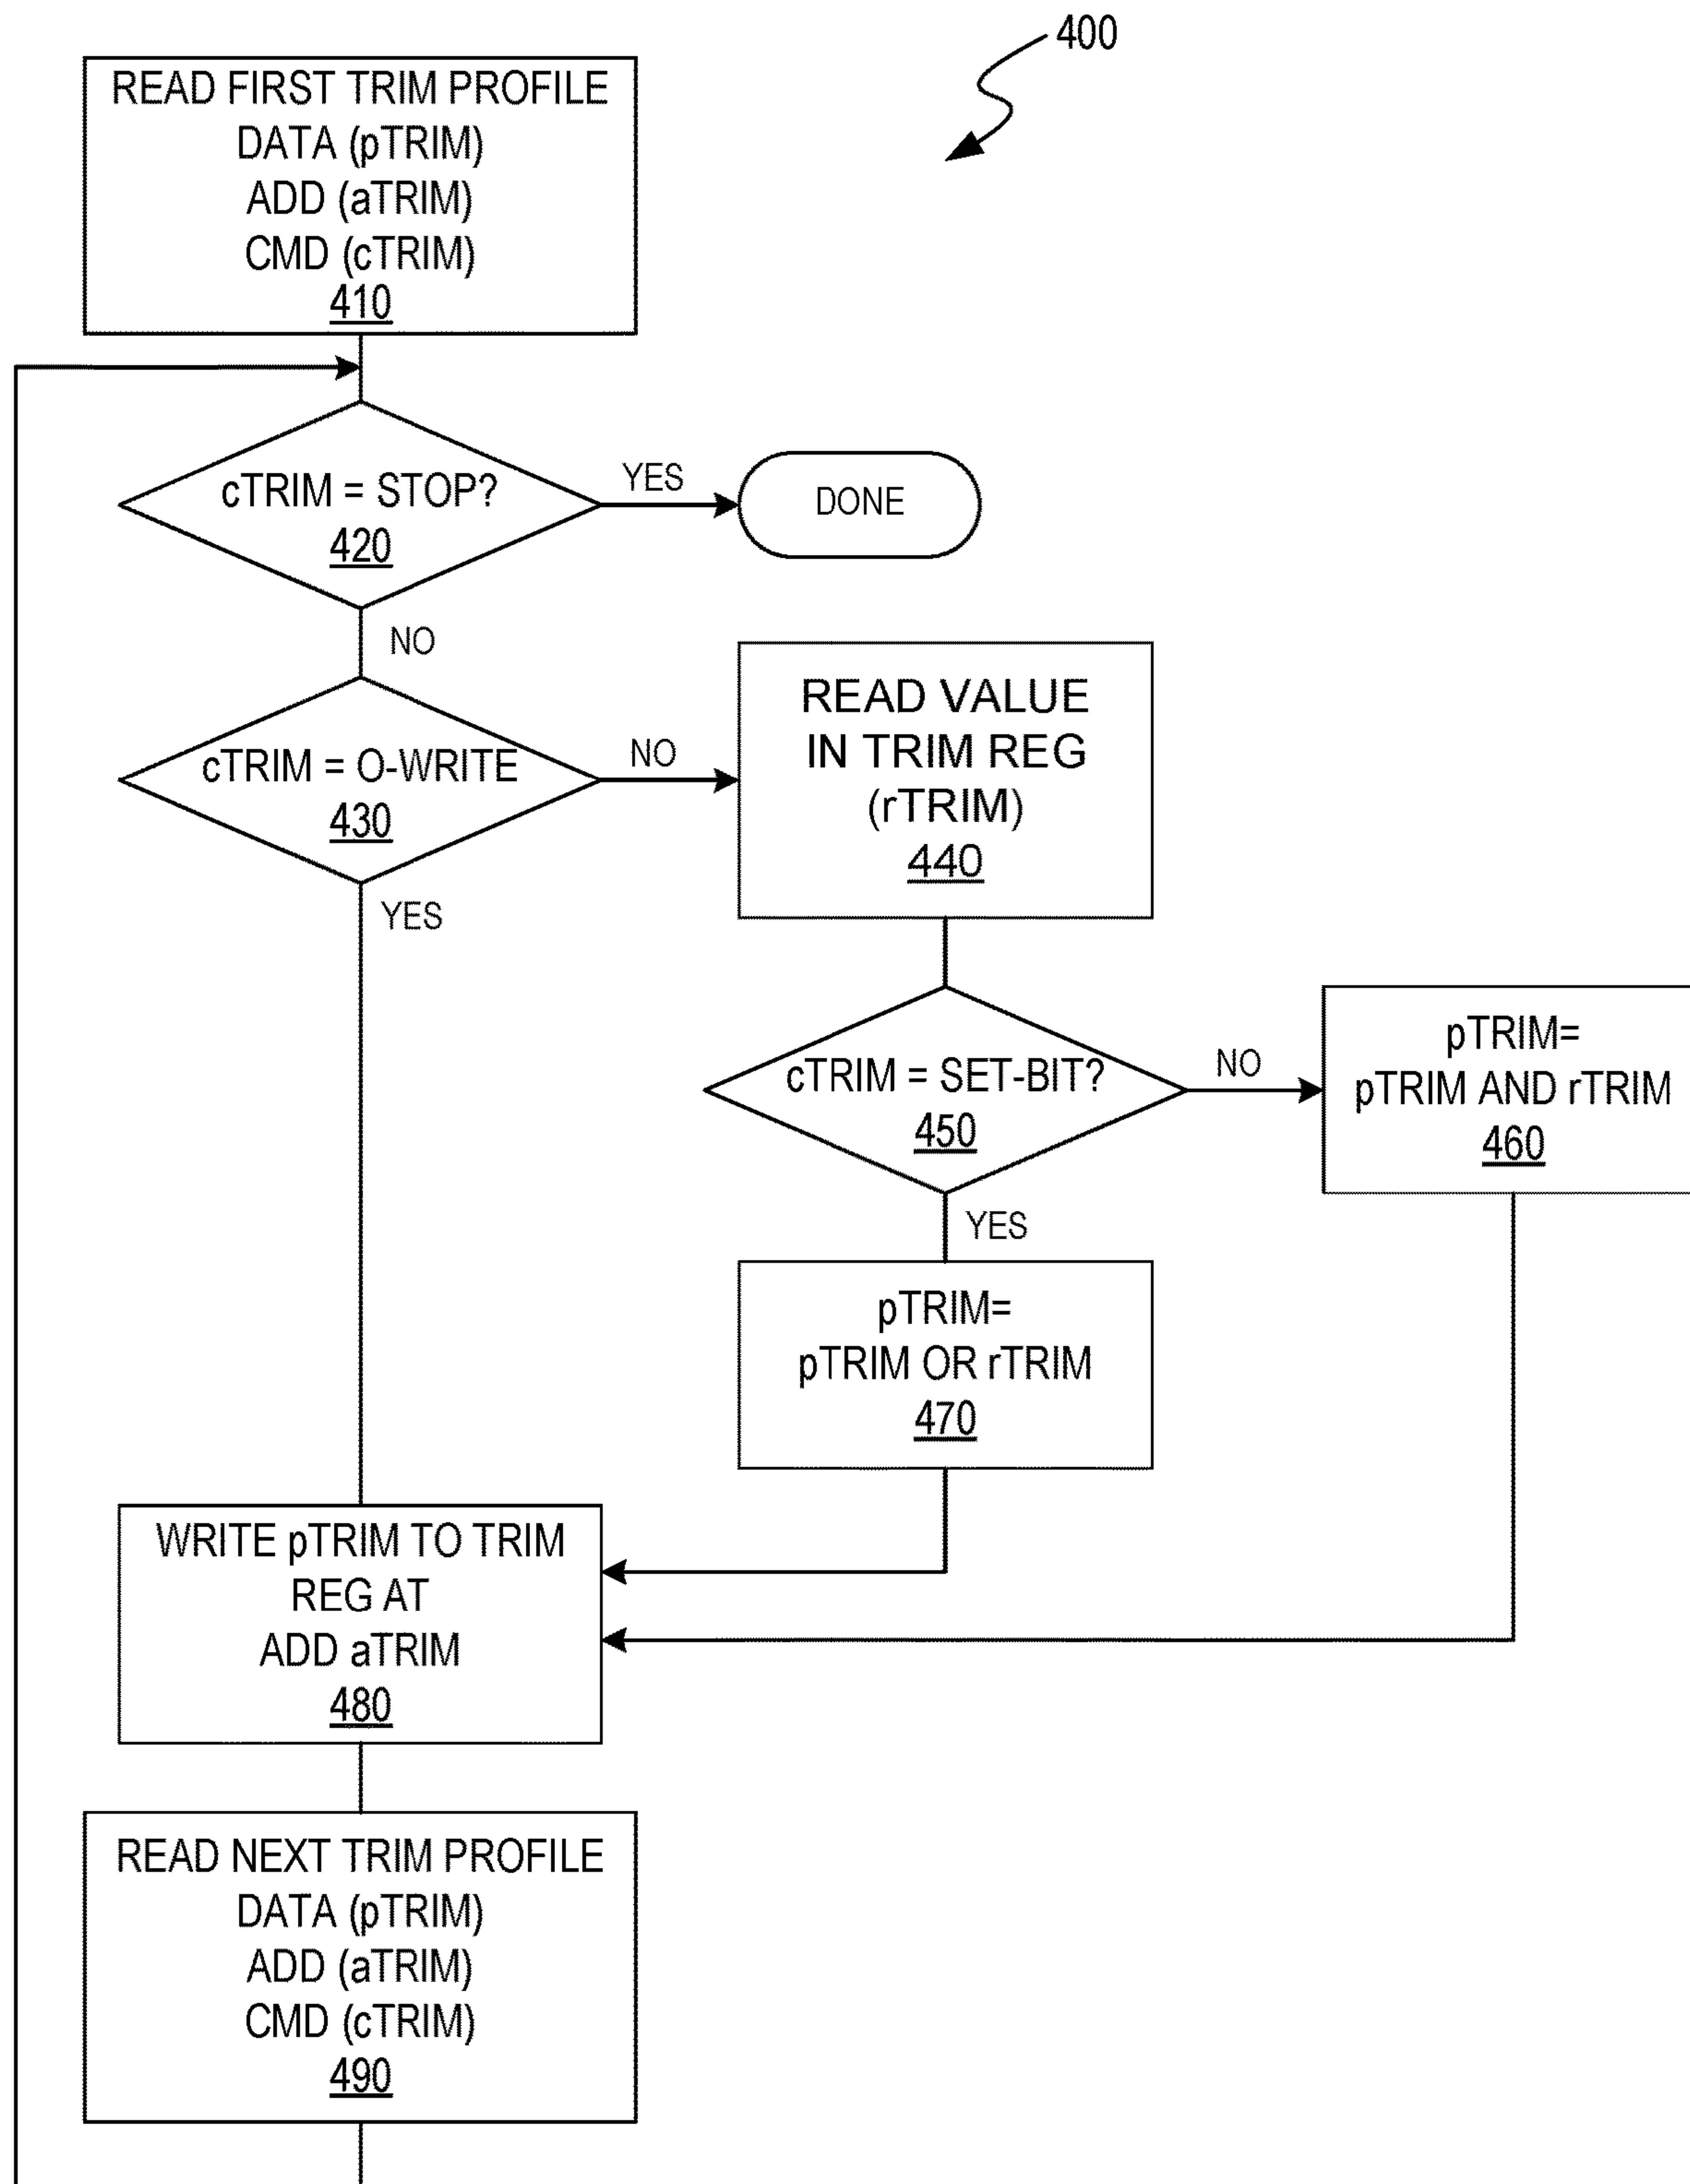 400
READ FIRST TRIM PROFILE
DATA (pTRIM)
ADD (aTRIM)
CMD (cTRIM)
410
cTRIM = STOP?
420
YES
DONE
NO
cTRIM = O-WRITE
430
NO
YES
READ VALUE
IN TRIM REG
(rTRIM)
440
cTRIM = SET-BIT?
450
NO
pTRIM=
pTRIM AND rTRIM
460
YES
pTRIM=
pTRIM OR rTRIM
470
WRITE pTRIM TO TRIM
REG AT
ADD aTRIM
480
READ NEXT TRIM PROFILE
DATA (pTRIM)
ADD (aTRIM)
CMD (cTRIM)
490